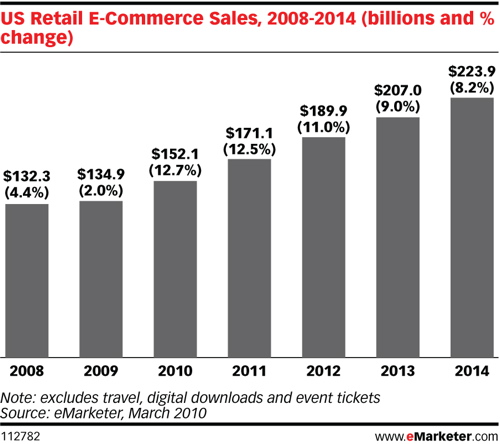 US Retail E-Commerce Sales, 2008-2014 (billions and %
change)
$132.3
(4.4%)
$134.9
(2.0%)
$152.1
(12.7%)
$171.1
(12.5%)
$189.9
(11.0%)
$207.0
(9.0%)
$223.9
(8.2%)
2008 2009 2010 2011 2012 2013 2014
Note: excludes travel, digital downloads and event tickets
Source: eMarketer, March 2010
112782 www.eMarketer.com